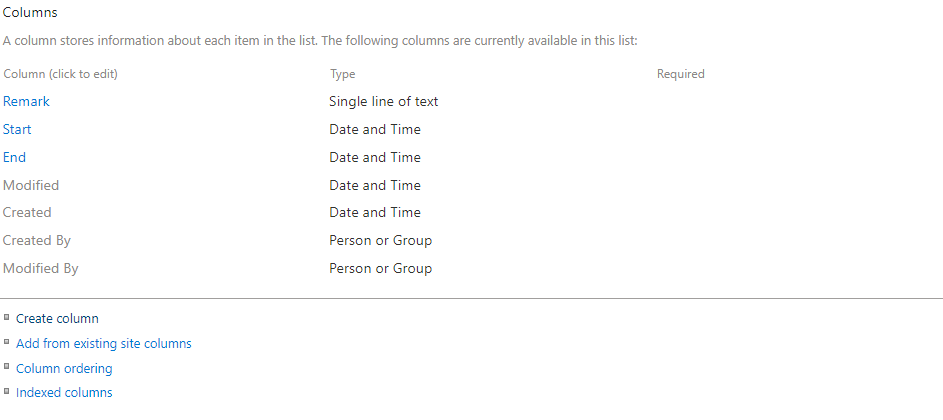 Columns
A column stores information about each item in the list. The following columns are currently available in this list:
Column (click to edit) Type Required
Remark Single line of text
Start Date and Time
End Date and Time
Modified Date and Time
Created Date and Time
Created By Person or Group
Modified By Person or Group
Create column
Add from existing site columns
Column ordering
Indexed columns